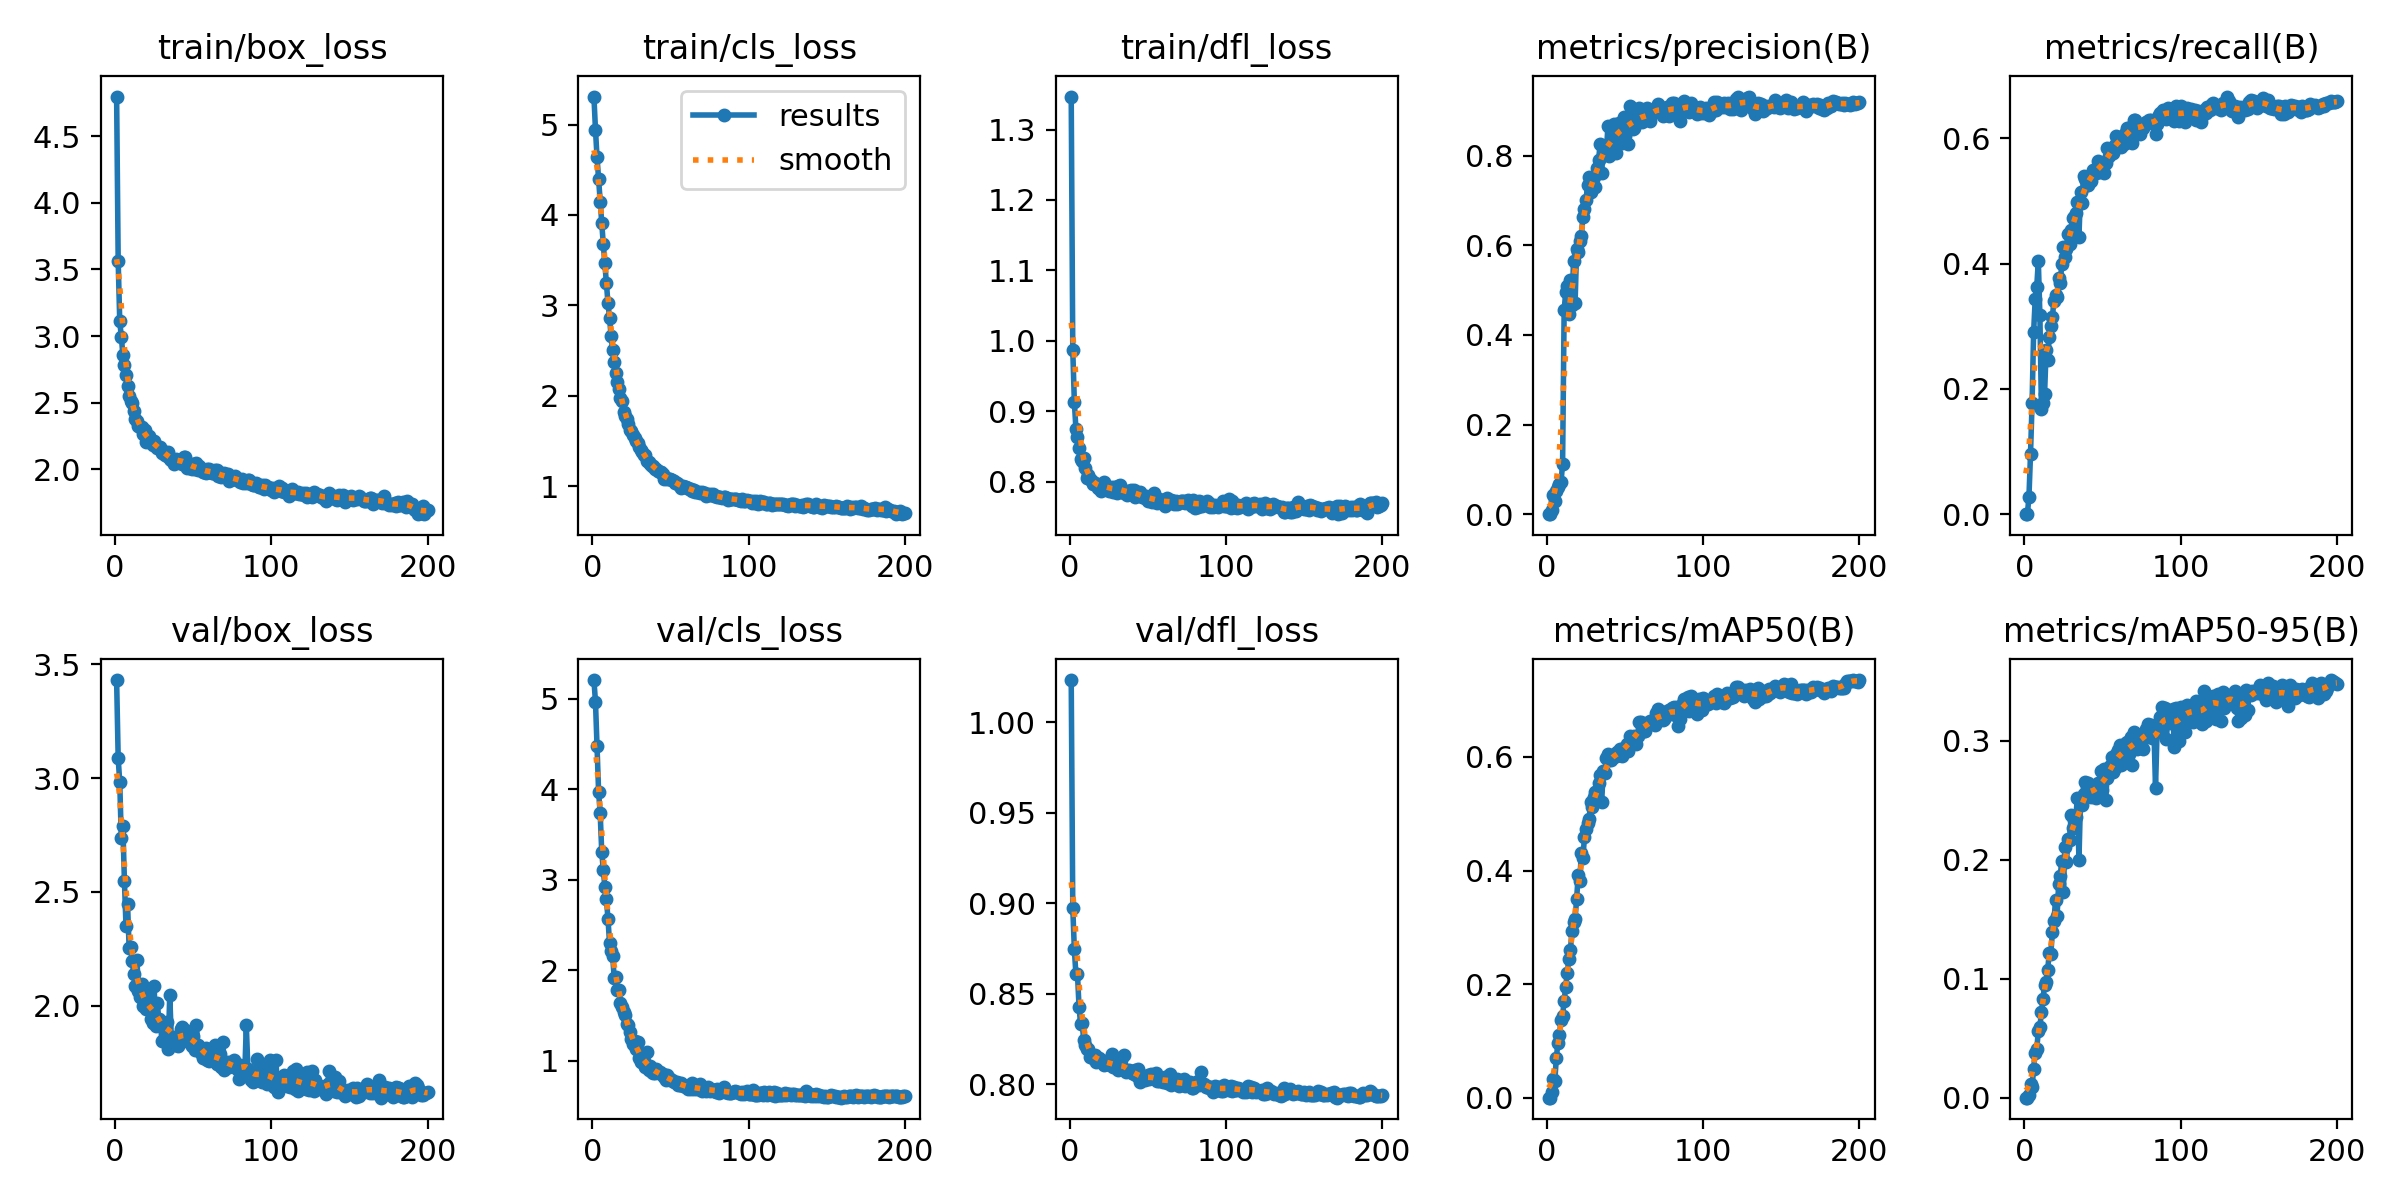 train/box_loss
4.5
4.0
3.5
3.0
2.5
2.0
0 100 200
train/cls_loss
results
smooth
5
4
3
2
1
0 100 200
train/dfl_loss
1.3
1.2
1.1
1.0
0.9
0.8
0 100 200
metrics/precision(B)
0.8
0.6
0.4
0.2
0.0
0 100 200
metrics/recall(B)
0.6
0.4
0.2
0.0
0 100 200
val/box_loss
3.5
3.0
2.5
2.0
0 100 200
val/cls_loss
5
4
3
2
1
0 100 200
val/dfl_loss
1.00
0.95
0.90
0.85
0.80
0 100 200
metrics/mAP50(B)
0.6
0.4
0.2
0.0
0 100 200
metrics/mAP50-95(B)
0.3
0.2
0.1
0.0
0 100 200